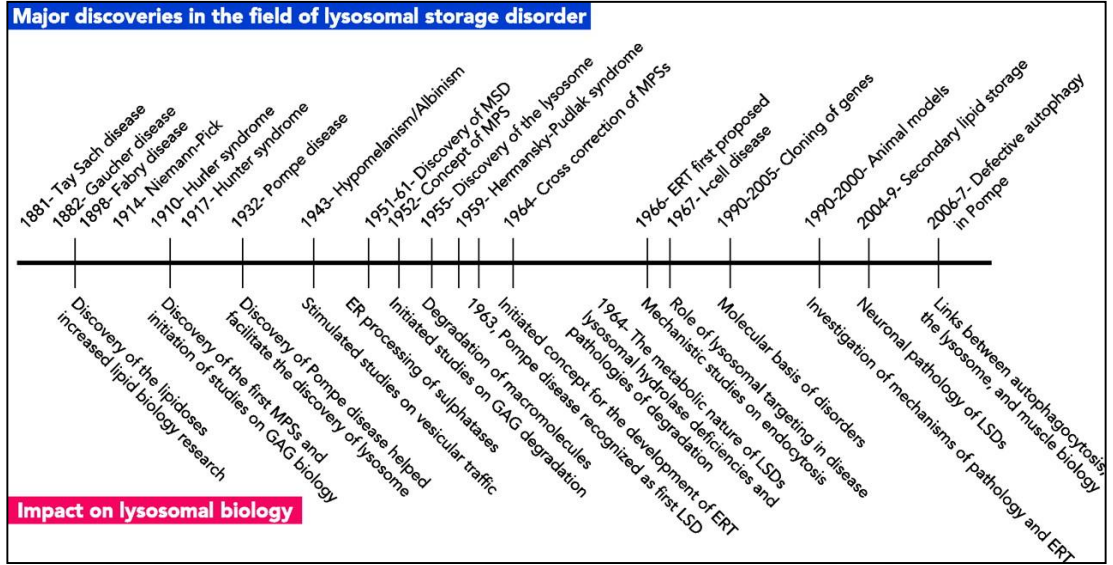 Major discoveries in the field of lysosomal storage disorder
1881- Tay Sach disease
1882- Gaucher disease
1898- Fabry disease
1914- Niemann-Pick
1910- Hurler syndrome
1917- Hunter syndrome
1932- Pompe disease
1943- Hypomelanism/Albinism
1951-61- Discovery of MSD
1952- Concept of MPS
1955- Discovery of the lysosome
1959- Hermansky-Pudlak syndrome
1964- Cross correction of MPSs
1966- ERT first proposed
1967- I-cell disease
1990-2005- Cloning of genes
1990-2000- Animal models
2004-9- Secondary lipid storage
2006-7- Defective autophagy
in Pompe
Discovery of the lipidoses
increased lipid biology research
Discovery of the first MPSs and
initiation of studies on GAG biology
Discovery of Pompe disease helped
facilitate the discovery of lysosome
Stimulated studies on vesicular traffic
ER processing of sulphatases
Initiated studies on GAG degradation
Degradation of macromolecules
1963, Pompe disease recognized as first LSD
Initiated concept for the development of ERT
1964- The metabolic nature of LSDs
lysosomal hydrolase deficiencies and
pathologies of degradation
Mechanistic studies on endocytosis
Role of lysosomal targeting in disease
Molecular basis of disorders
Investigation of mechanisms of pathology and ERT
Neuronal pathology of LSDs
Links between autophagocytosis,
the lysosome, and muscle biology
Impact on lysosomal biology